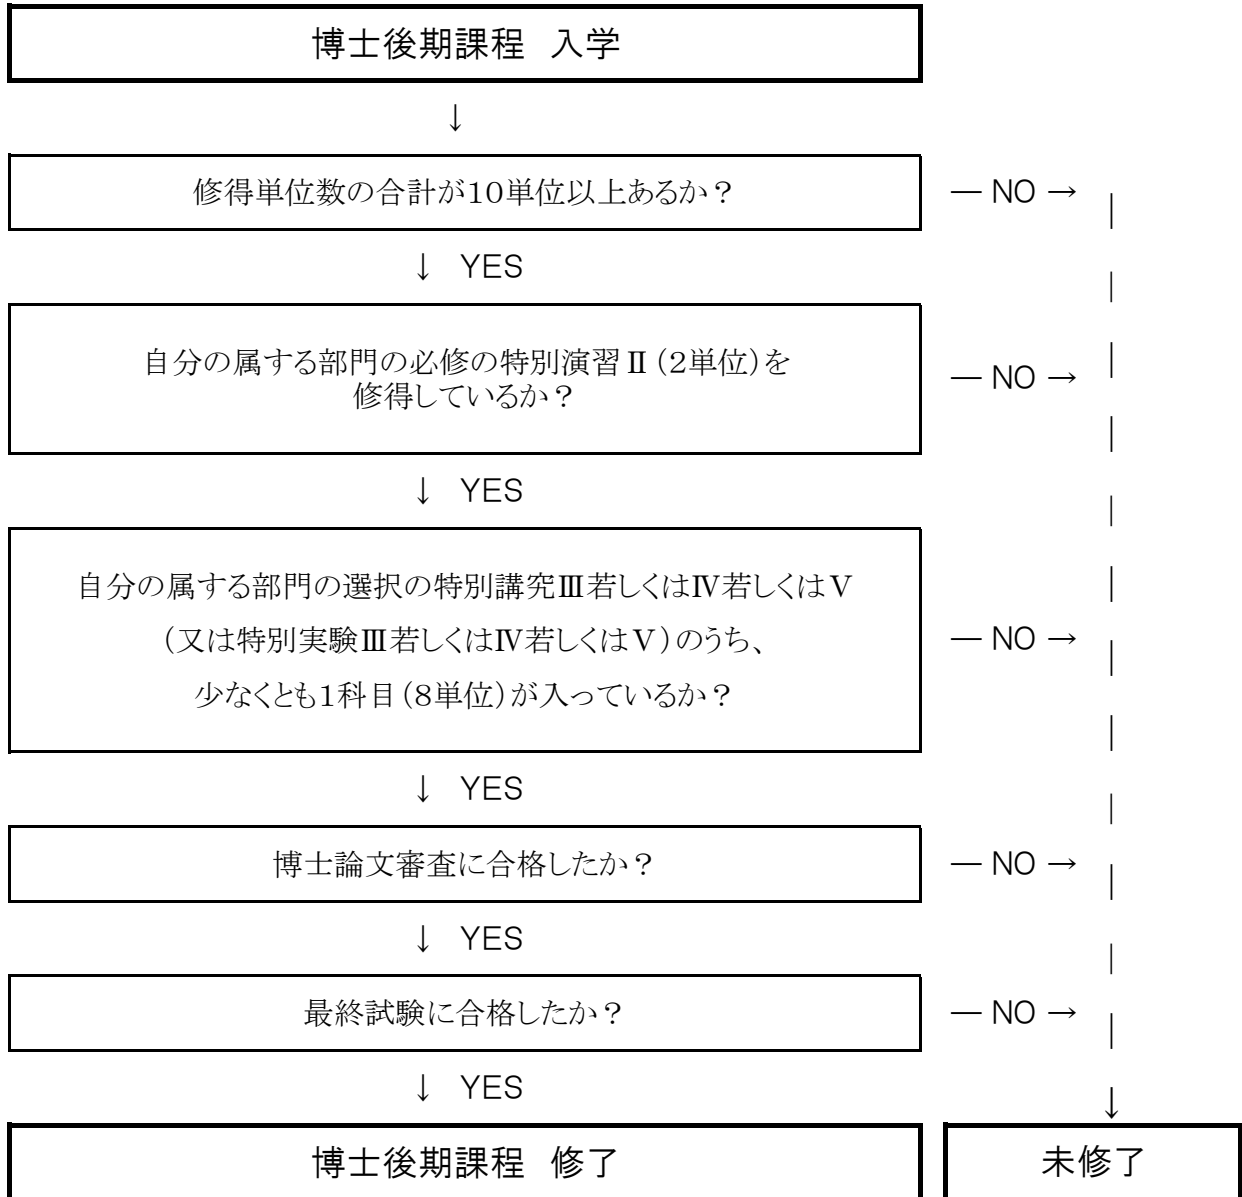 博士後期課程　入学
↓
修得単位数の合計が10単位以上あるか？
― NO →
↓ YES
自分の属する部門の必修の特別演習Ⅱ（2単位）を
修得しているか？
― NO →
↓ YES
自分の属する部門の選択の特別講究Ⅲ若しくはⅣ若しくはⅤ
（又は特別実験Ⅲ若しくはⅣ若しくはⅤ）のうち、
少なくとも1科目（8単位）が入っているか？
― NO →
↓ YES
博士論文審査に合格したか？
― NO →
↓ YES
最終試験に合格したか？
― NO →
↓ YES
↓
博士後期課程　修了
未修了